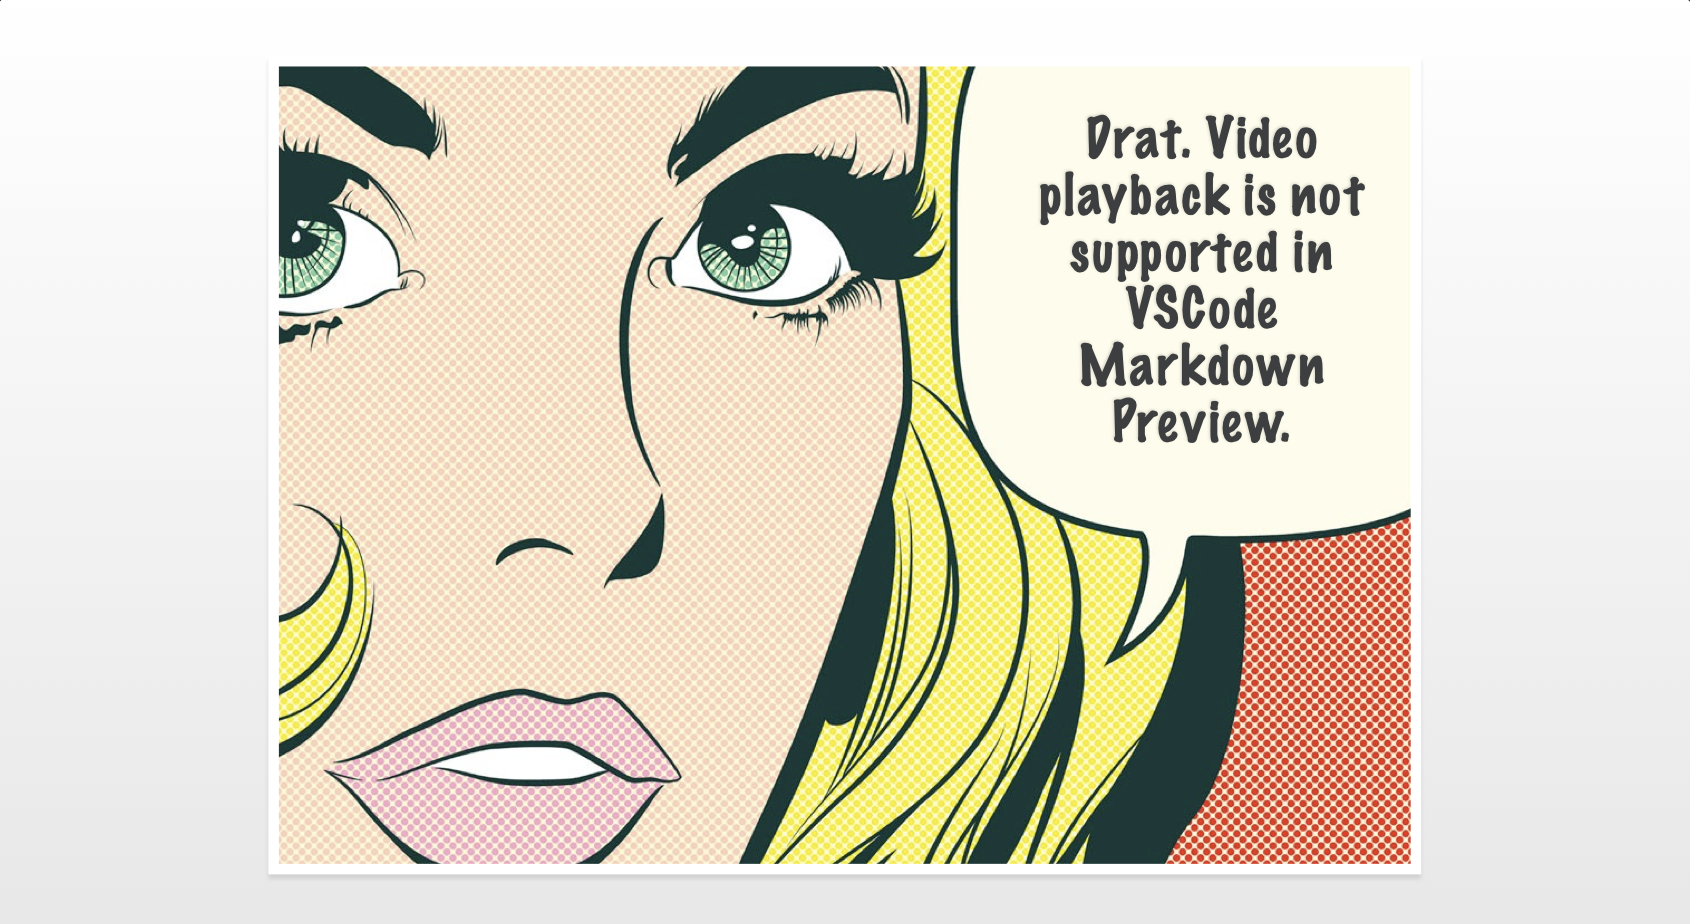 Drat. Video
playback is not
supported in
VSCode
Markdown
Preview.